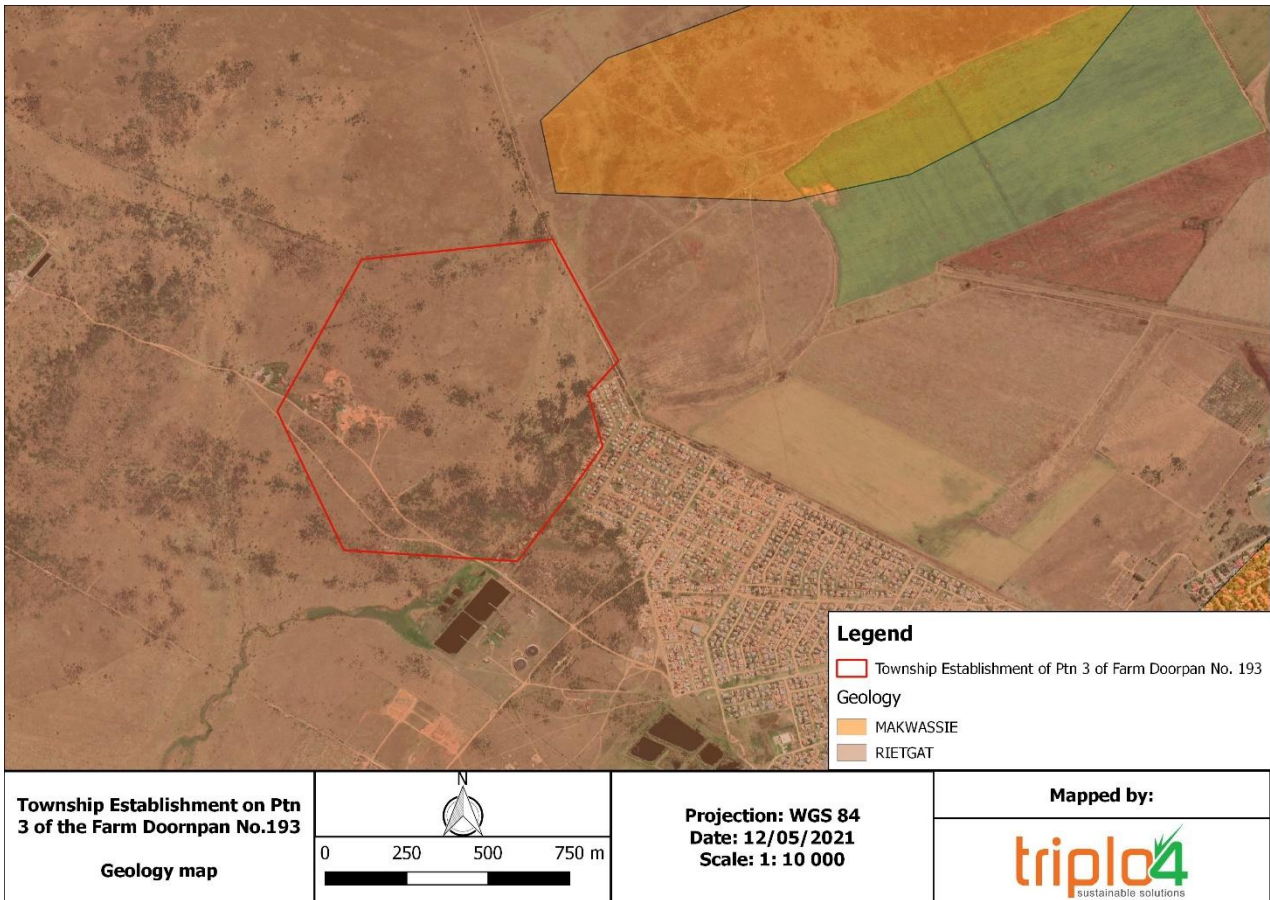 Legend
Township Establishment of Ptn 3 of Farm Doorpan No. 193
Geology
MAKWASSIE
RIETGAT
Township Establishment on Ptn
3 of the Farm Doornpan No.193
Geology map
N
0 250 500 750 m
Projection: WGS 84
Date: 12/05/2021
Scale: 1: 10 000
Mapped by:
triplo4
sustainable solutions